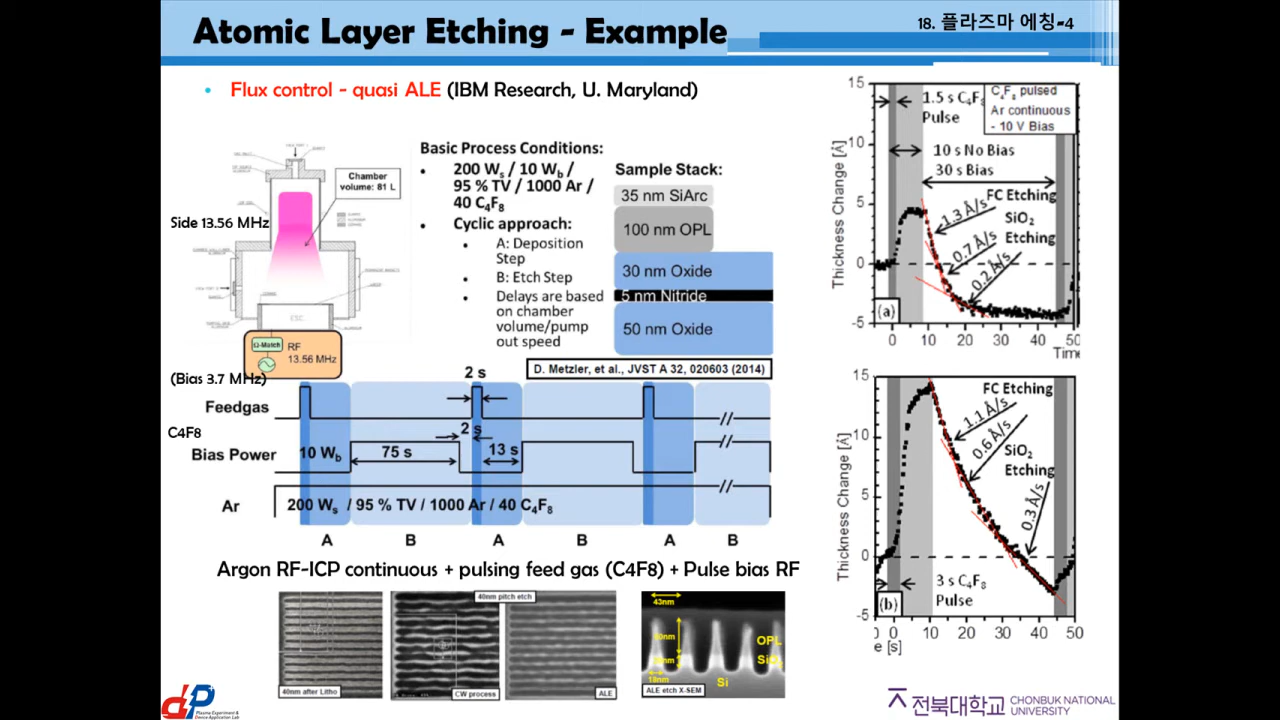 Atomic Layer Etching - Example
18. 플라즈마 에칭-4
• Flux control - quasi ALE (IBM Research, U. Maryland)
Chamber
volume: 81 L
Side 13.56 MHz
ESC
Ω-Match
RF
13.56 MHz
(Bias 3.7 MHz)
Basic Process Conditions:
• 200 Ws / 10 Wb /
95 % TV / 1000 Ar /
40 C4F8
• Cyclic approach:
• A: Deposition
Step
• B: Etch Step
• Delays are based
on chamber
volume/pump
out speed
Sample Stack:
35 nm SiArc
100 nm OPL
30 nm Oxide
5 nm Nitride
50 nm Oxide
D. Metzler, et al., JVST A 32, 020603 (2014)
2 s
Feedgas
C4F8
2 s
Bias Power
10 Wb
75 s
13 s
Ar
200 Ws / 95 % TV / 1000 Ar / 40 C4F8
A B A B A B
Argon RF-ICP continuous + pulsing feed gas (C4F8) + Pulse bias RF
40nm after Litho
40nm pitch etch
CW process
ALE
43nm
OPL
SiO2
18nm
Si
ALE etch X-SEM
15
10
5
0
-5
Thickness Change [Å]
1.5 s C4F8
Pulse
C4F8 pulsed
Ar continuous
- 10 V Bias
10 s No Bias
30 s Bias
FC Etching
1.3 Å/s
SiO2
Etching
0.7 Å/s
0.2 Å/s
(a)
0 10 20 30 40 50
Time
15
10
5
0
-5
Thickness Change [Å]
FC Etching
1.1 Å/s
0.6 Å/s
SiO2
Etching
0.3 Å/s
3 s C4F8
Pulse
(b)
0 10 20 30 40 50
e [s]
dP
Plasma Experiment &
Device Application Lab
전북대학교 CHONBUK NATIONAL
UNIVERSITY